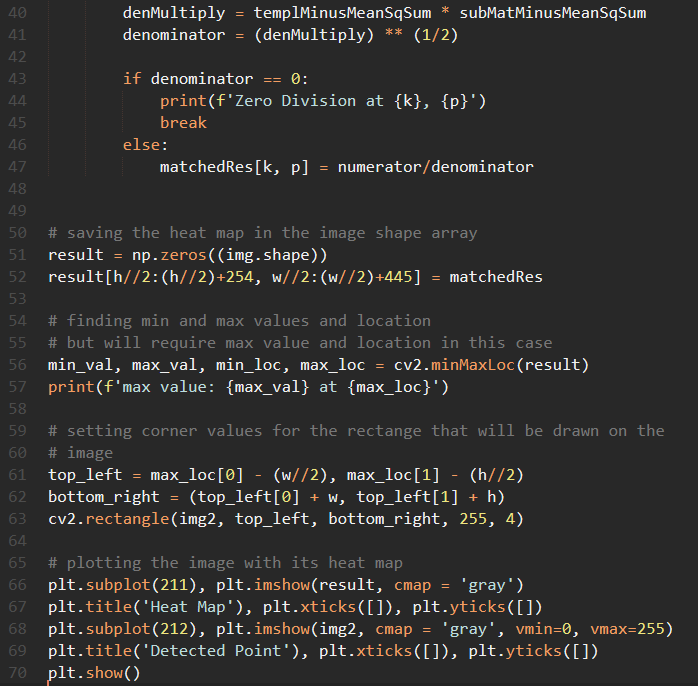 40 denMultiply = templMinusMeanSqSum * subMatMinusMeanSqSum
41 denominator = (denMultiply) ** (1/2)
42
43 if denominator == 0:
44 print(f'Zero Division at {k}, {p}')
45 break
46 else:
47 matchedRes[k, p] = numerator/denominator
48
49
50 # saving the heat map in the image shape array
51 result = np.zeros((img.shape))
52 result[h//2:(h//2)+254, w//2:(w//2)+445] = matchedRes
53
54 # finding min and max values and location
55 # but will require max value and location in this case
56 min_val, max_val, min_loc, max_loc = cv2.minMaxLoc(result)
57 print(f'max value: {max_val} at {max_loc}')
58
59 # setting corner values for the rectange that will be drawn on the
60 # image
61 top_left = max_loc[0] - (w//2), max_loc[1] - (h//2)
62 bottom_right = (top_left[0] + w, top_left[1] + h)
63 cv2.rectangle(img2, top_left, bottom_right, 255, 4)
64
65 # plotting the image with its heat map
66 plt.subplot(211), plt.imshow(result, cmap = 'gray')
67 plt.title('Heat Map'), plt.xticks([]), plt.yticks([])
68 plt.subplot(212), plt.imshow(img2, cmap = 'gray', vmin=0, vmax=255)
69 plt.title('Detected Point'), plt.xticks([]), plt.yticks([])
70 plt.show()